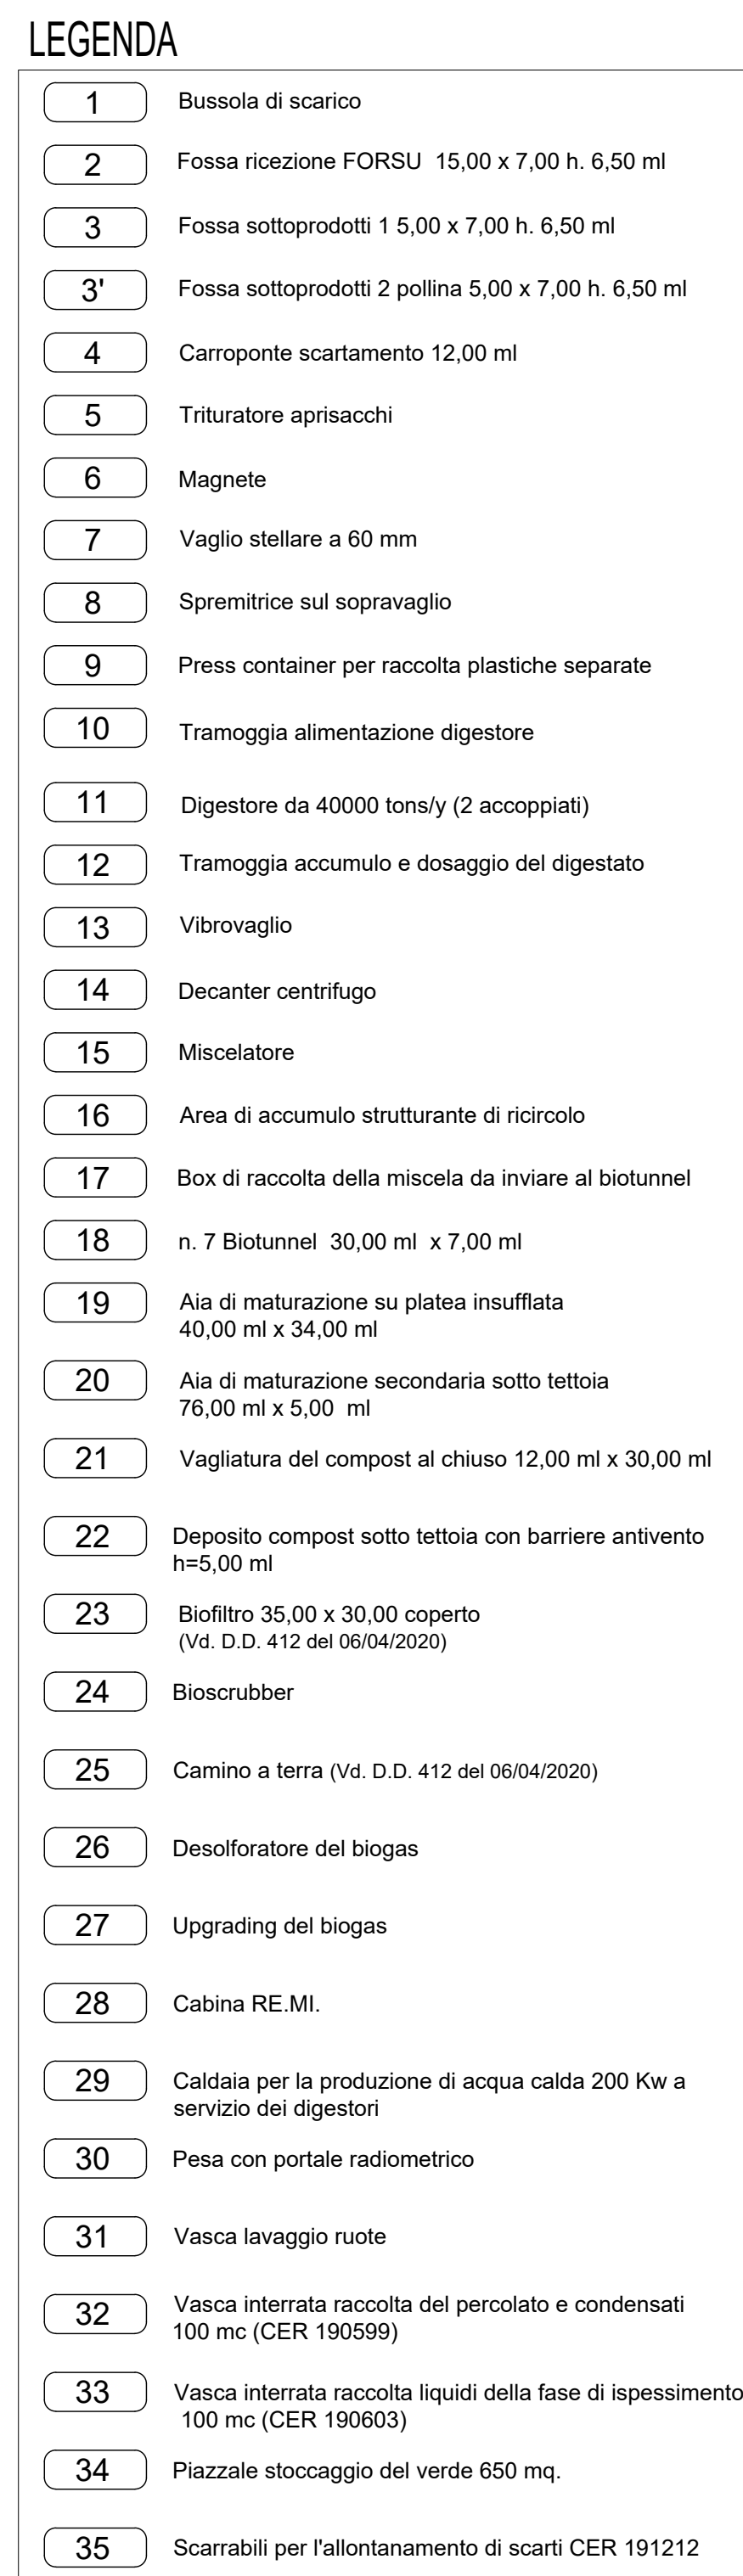 LEGENDA
1 Bussola di scarico
2 Fossa ricezione FORSU 15,00 x 7,00 h. 6,50 ml
3 Fossa sottoprodotti 1 5,00 x 7,00 h. 6,50 ml
3' Fossa sottoprodotti 2 pollina 5,00 x 7,00 h. 6,50 ml
4 Carroponte scartamento 12,00 ml
5 Trituratore aprisacchi
6 Magnete
7 Vaglio stellare a 60 mm
8 Spremitrice sul sopravaglio
9 Press container per raccolta plastiche separate
10 Tramoggia alimentazione digestore
11 Digestore da 40000 tons/y (2 accoppiati)
12 Tramoggia accumulo e dosaggio del digestato
13 Vibrovaglio
14 Decanter centrifugo
15 Miscelatore
16 Area di accumulo strutturante di ricircolo
17 Box di raccolta della miscela da inviare al biotunnel
18 n. 7 Biotunnel 30,00 ml x 7,00 ml
19 Aia di maturazione su platea insufflata
40,00 ml x 34,00 ml
20 Aia di maturazione secondaria sotto tettoia
76,00 ml x 5,00 ml
21 Vagliatura del compost al chiuso 12,00 ml x 30,00 ml
22 Deposito compost sotto tettoia con barriere antivento
h=5,00 ml
23 Biofiltro 35,00 x 30,00 coperto
(Vd. D.D. 412 del 06/04/2020)
24 Bioscrubber
25 Camino a terra (Vd. D.D. 412 del 06/04/2020)
26 Desolforatore del biogas
27 Upgrading del biogas
28 Cabina RE.MI.
29 Caldaia per la produzione di acqua calda 200 Kw a
servizio dei digestori
30 Pesa con portale radiometrico
31 Vasca lavaggio ruote
32 Vasca interrata raccolta del percolato e condensati
100 mc (CER 190599)
33 Vasca interrata raccolta liquidi della fase di ispessimento
100 mc (CER 190603)
34 Piazzale stoccaggio del verde 650 mq.
35 Scarrabili per l'allontanamento di scarti CER 191212